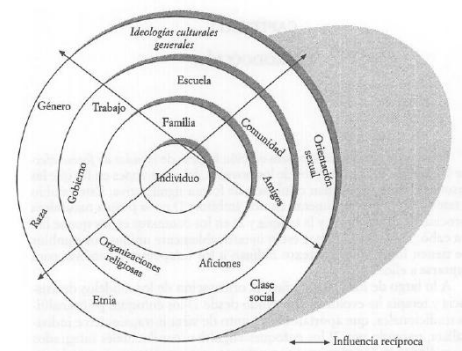 Ideologías culturales
generales
Escuela
Género
Trabajo
Familia
Comunidad
Orientación
sexual
Individuo
Gobierno
Amigos
Raza
Organizaciones
religiosas
Aficiones
Etnia
Clase
social
Influencia recíproca